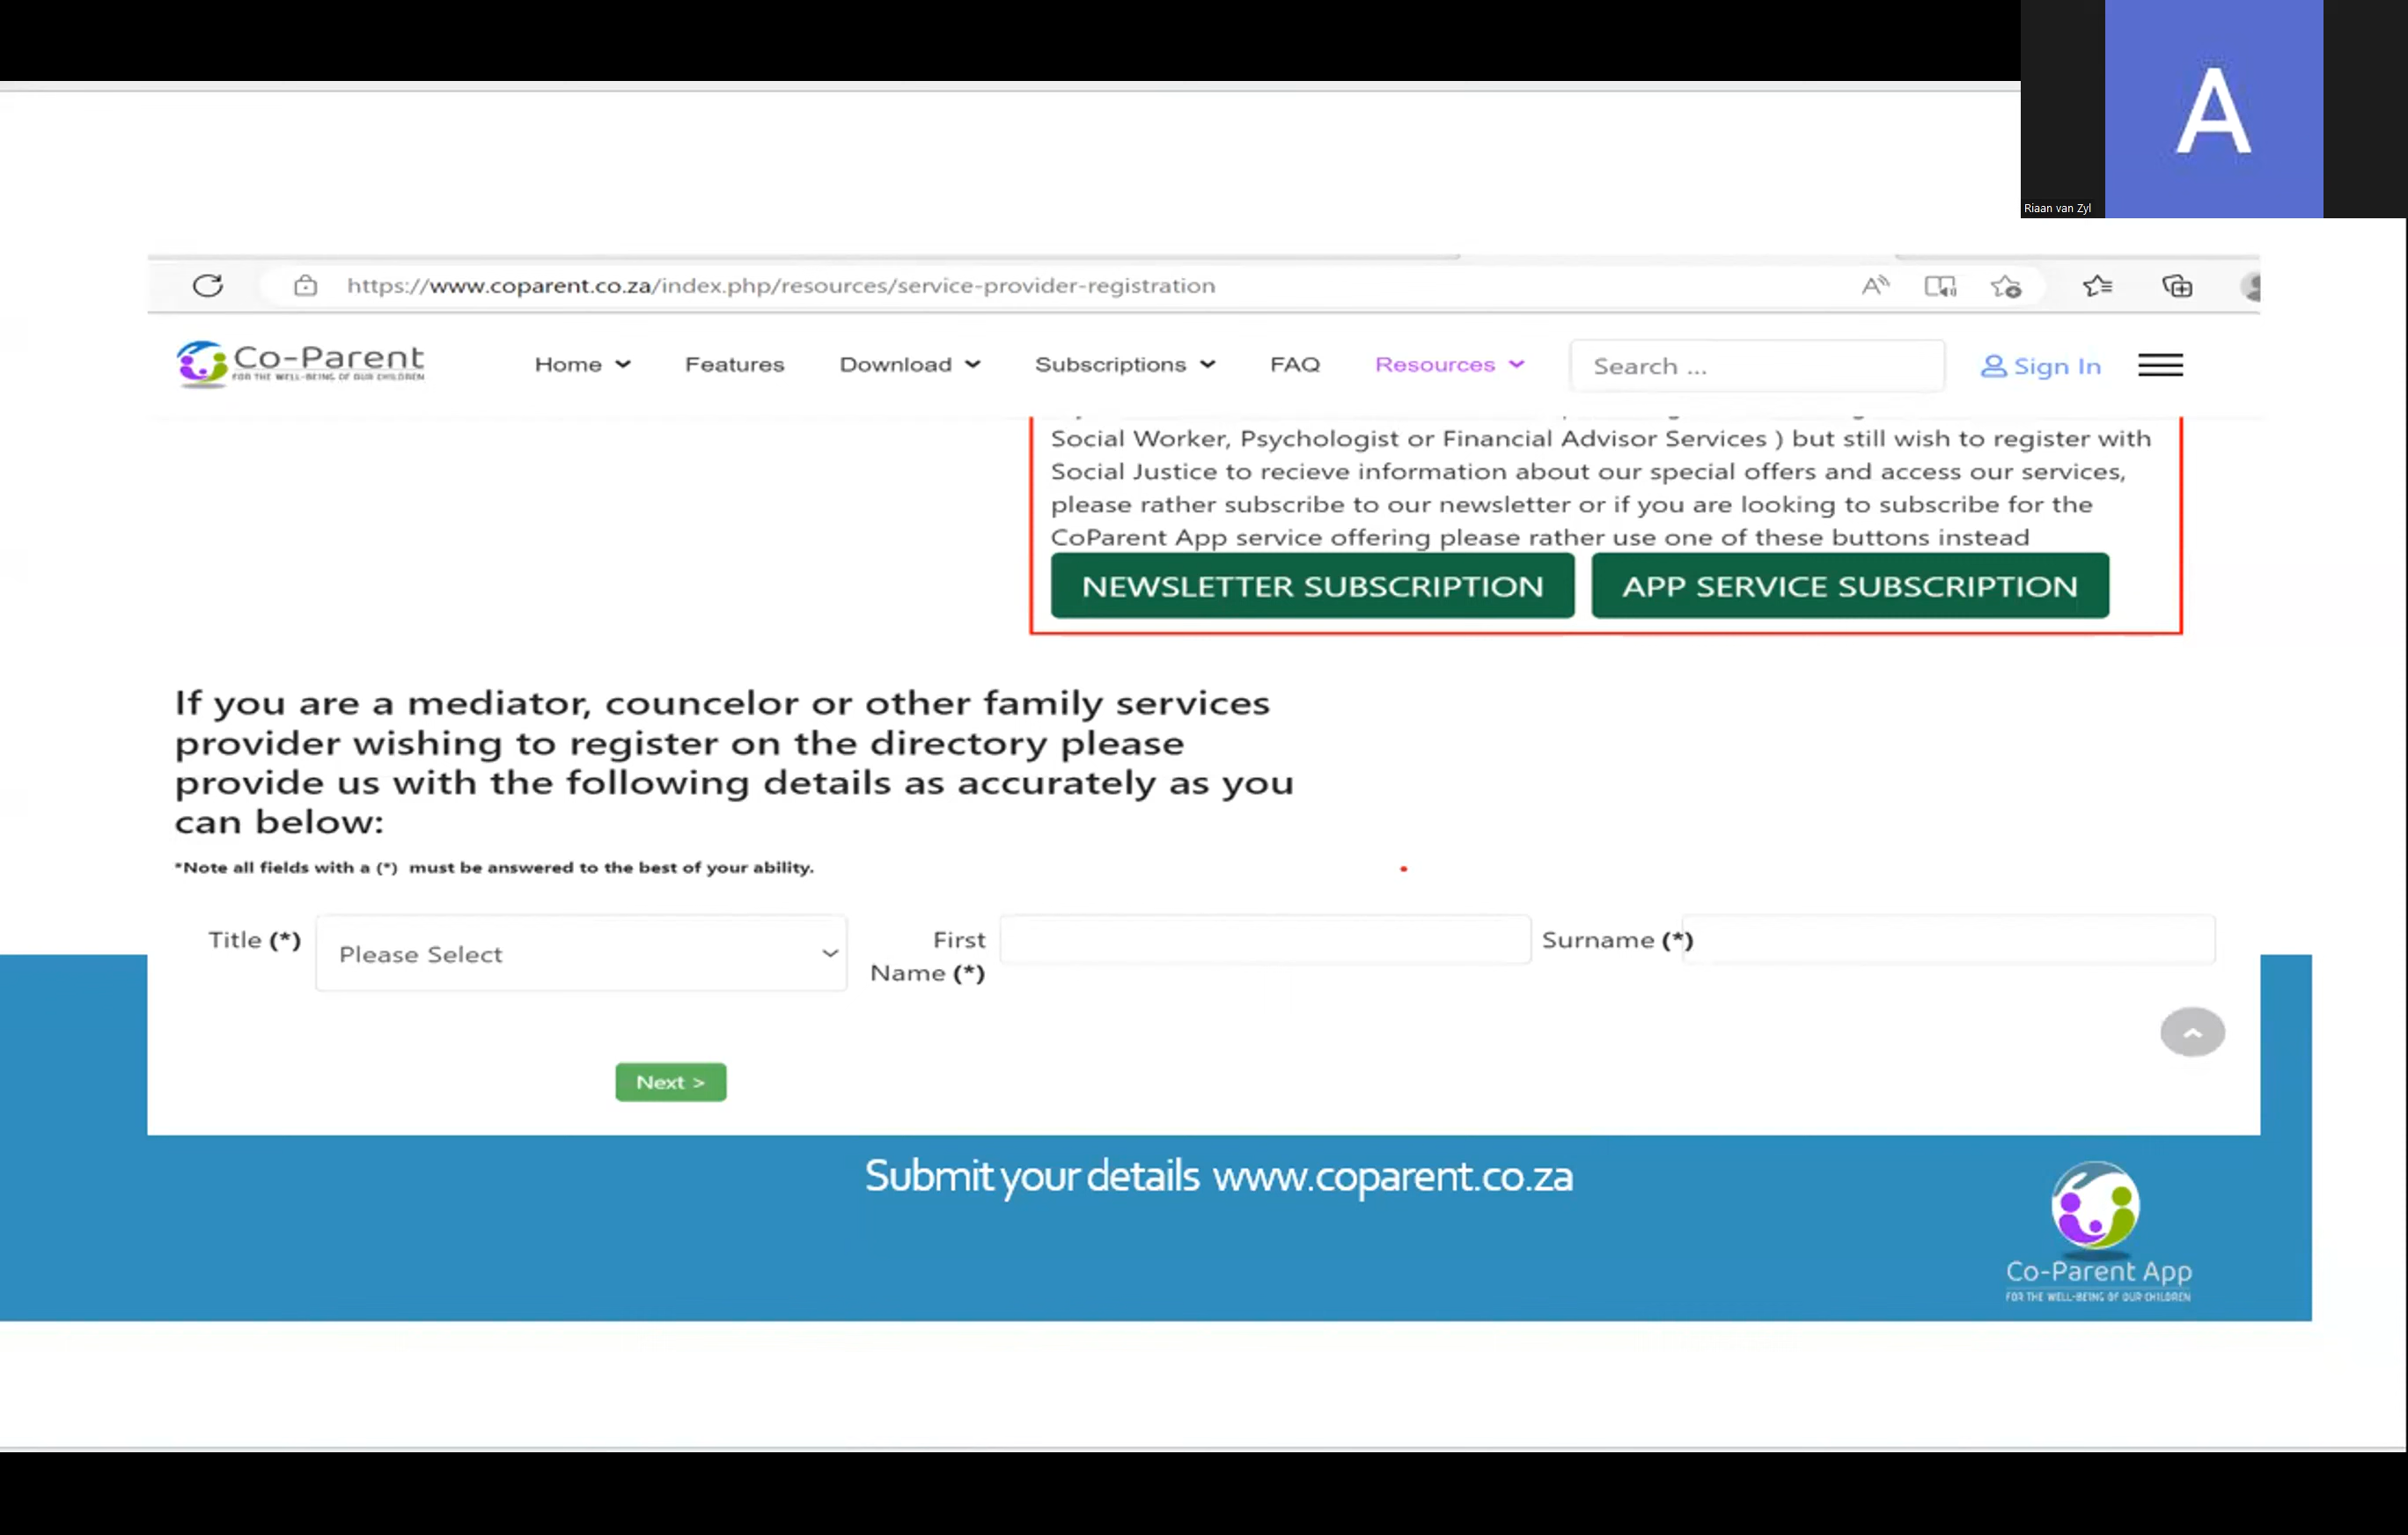 A
Riaan van Zyl
https://www.coparent.co.za/index.php/resources/service-provider-registration
Co-Parent
FOR THE WELL-BEING OF OUR CHILDREN
Home
Features
Download
Subscriptions
FAQ
Resources
Search ...
Sign In
Social Worker, Psychologist or Financial Advisor Services ) but still wish to register with
Social Justice to recieve information about our special offers and access our services,
please rather subscribe to our newsletter or if you are looking to subscribe for the
CoParent App service offering please rather use one of these buttons instead
NEWSLETTER SUBSCRIPTION
APP SERVICE SUBSCRIPTION
If you are a mediator, councelor or other family services
provider wishing to register on the directory please
provide us with the following details as accurately as you
can below:
*Note all fields with a (*) must be answered to the best of your ability.
Title (*)
Please Select
First
Name (*)
Surname (*)
Next >
Submit your details www.coparent.co.za
Co-Parent App
FOR THE WELL-BEING OF OUR CHILDREN